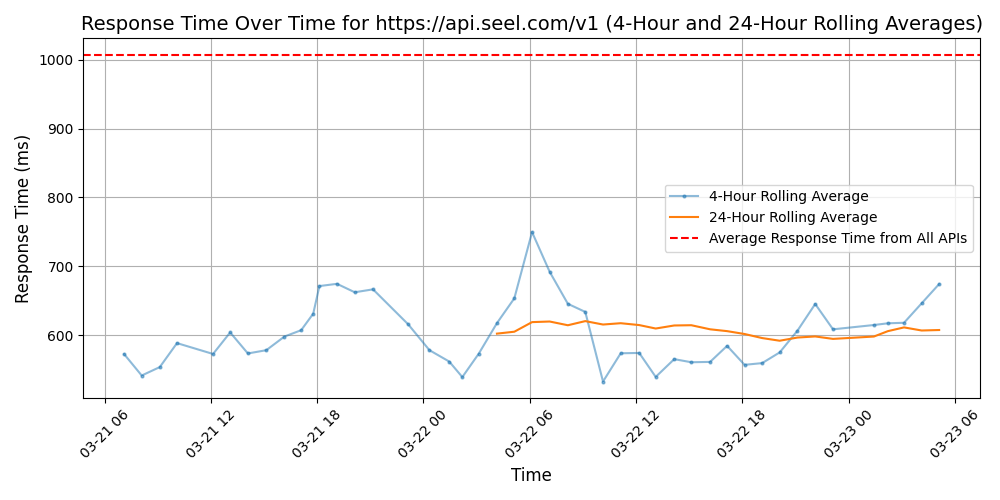 Response Time Over Time for https://api.seel.com/v1 (4-Hour and 24-Hour Rolling Averages)
Response Time (ms)
1000
900
800
700
600
4-Hour Rolling Average
24-Hour Rolling Average
Average Response Time from All APIs
03-21 06
03-21 12
03-21 18
03-22 00
03-22 06
03-22 12
03-22 18
03-23 00
03-23 06
Time